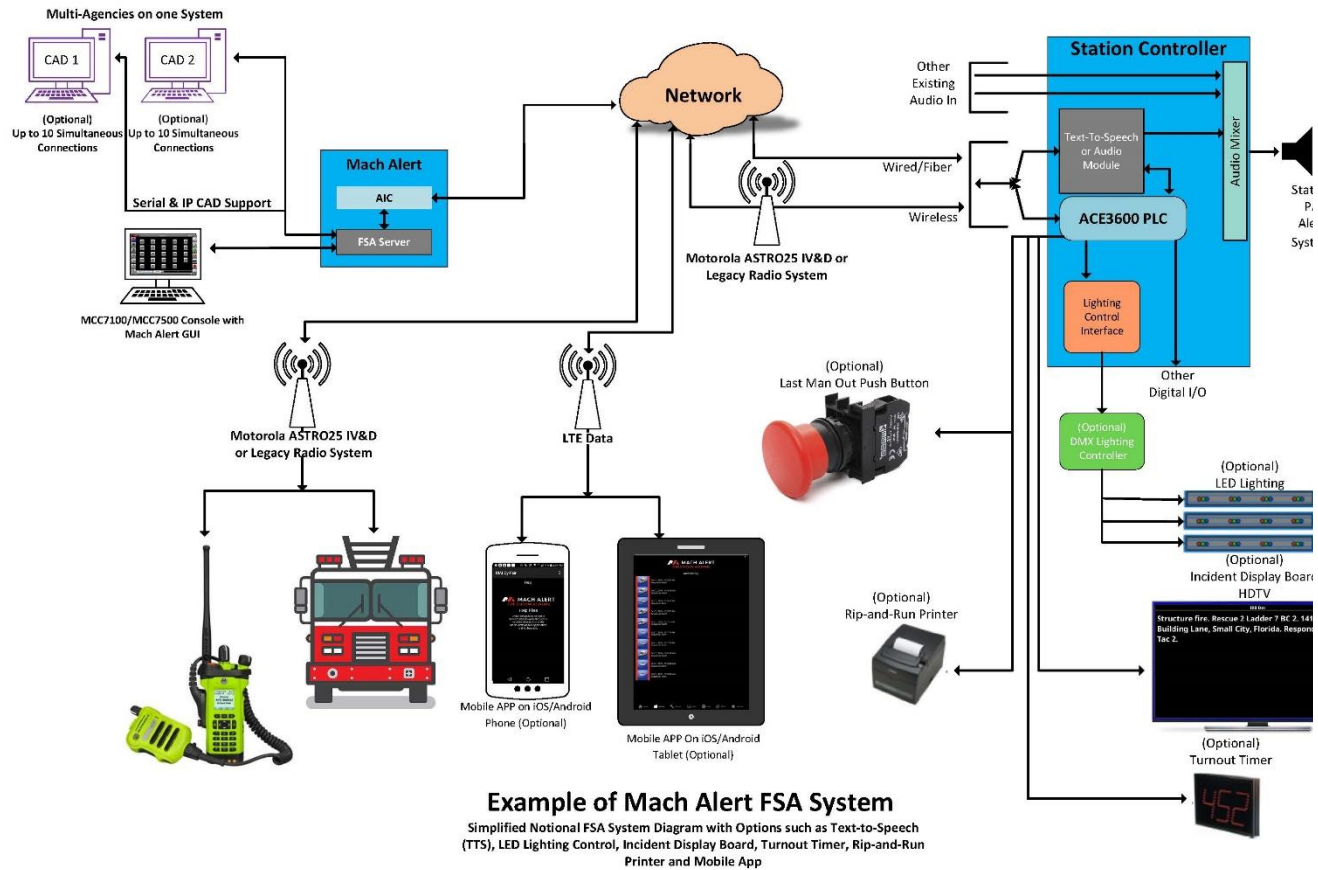 Multi-Agencies on one System
CAD 1
CAD 2
(Optional)
Up to 10 Simultaneous
Connections
(Optional)
Up to 10 Simultaneous
Connections
Serial & IP CAD Support
MCC7100/MCC7500 Console with
Mach Alert GUI
Mach Alert
AIC
FSA Server
Network
Other
Existing
Audio In
Wired/Fiber
Wireless
Motorola ASTRO25 IV&D or
Legacy Radio System
Station Controller
Text-To-Speech
or Audio
Module
Audio Mixer
ACE3600 PLC
Lighting
Control
Interface
Other
Digital I/O
(Optional)
DMX Lighting
Controller
(Optional)
LED Lighting
(Optional)
Incident Display Board
HDTV
Structure fire. Rescue 2 Ladder 7 BC 2. 141
Building Lane, Small City, Florida. Respon
Tac 2.
(Optional)
Turnout Timer
452
(Optional)
Last Man Out Push Button
(Optional)
Rip-and-Run Printer
Motorola ASTRO25 IV&D
or Legacy Radio System
LTE Data
MACH ALERT
Mobile APP on iOS/Android
Phone (Optional)
MACH ALERT
Mobile APP On iOS/Android
Tablet (Optional)
Example of Mach Alert FSA System
Simplified Notional FSA System Diagram with Options such as Text-to-Speech
(TTS), LED Lighting Control, Incident Display Board, Turnout Timer, Rip-and-Run
Printer and Mobile App